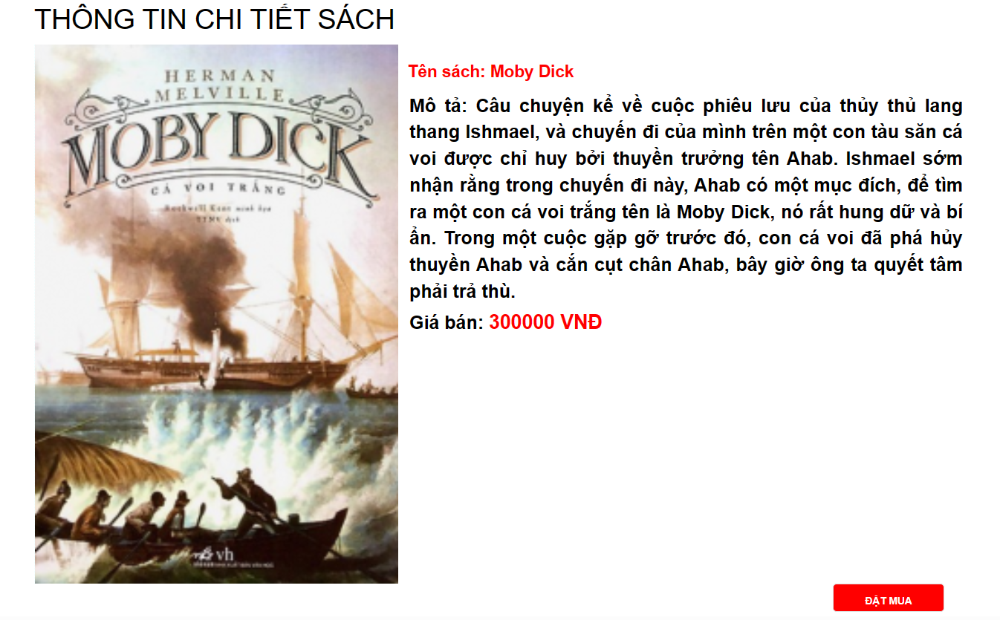 THÔNG TIN CHI TIẾT SÁCH
HERMAN
MELVILLE
MOBY DICK
CÁ VOI TRẮNG
Rockwell Kent minh họa
dịch
Tên sách: Moby Dick
Mô tả: Câu chuyện kể về cuộc phiêu lưu của thủy thủ lang
thang Ishmael, và chuyến đi của mình trên một con tàu săn cá
voi được chỉ huy bởi thuyền trưởng tên Ahab. Ishmael sớm
nhận rằng trong chuyến đi này, Ahab có một mục đích, để tìm
ra một con cá voi trắng tên là Moby Dick, nó rất hung dữ và bí
ẩn. Trong một cuộc gặp gỡ trước đó, con cá voi đã phá hủy
thuyền Ahab và cắn cụt chân Ahab, bây giờ ông ta quyết tâm
phải trả thù.
Giá bán: 300000 VNĐ
vh
ĐẶT MUA